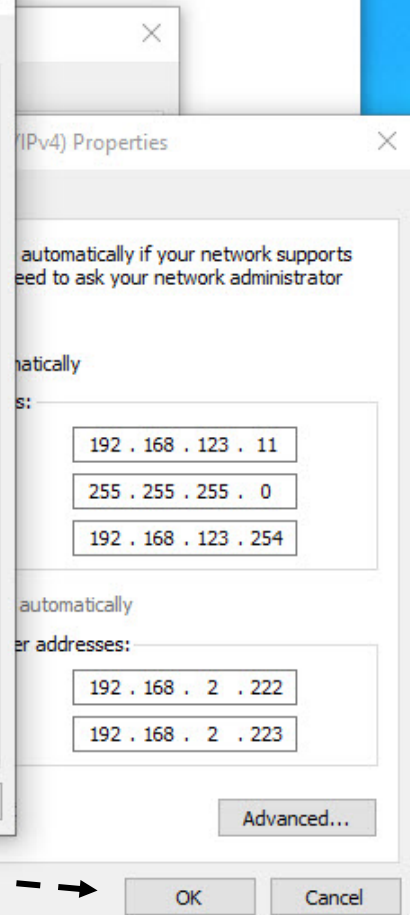 /IPv4) Properties
automatically if your network supports
eed to ask your network administrator
natically
s:
192 . 168 . 123 . 11
255 . 255 . 255 . 0
192 . 168 . 123 . 254
automatically
er addresses:
192 . 168 . 2 . 222
192 . 168 . 2 . 223
Advanced...
OK Cancel